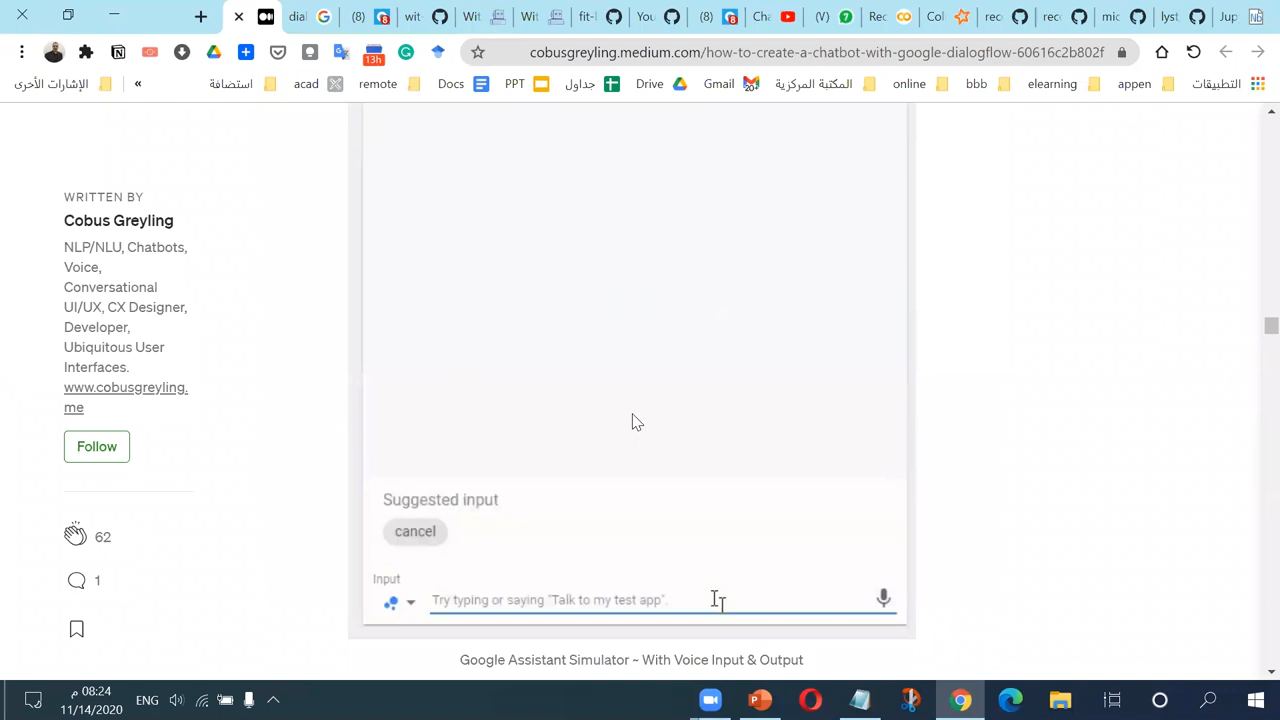 dial
(8)
wit
Wit
Wii
fit-l
You
(8)
Cha
(V)
Rec
Col
rec
rec
mic
lyst
Jup
13h
cobusgreyling.medium.com/how-to-create-a-chatbot-with-google-dialogflow-606f6c2b802f
الإشارات الأخرى
«
استضافة
acad
remote
Docs
PPT
جداول
Drive
Gmail
20+
المكتبة المركزية
online
bbb
elearning
appen
التطبيقات
WRITTEN BY
Cobus Greyling
NLP/NLU, Chatbots,
Voice,
Conversational
UI/UX, CX Designer,
Developer,
Ubiquitous User
Interfaces.
www.cobusgreyling.
me
Follow
62
1
Suggested input
cancel
Input
Try typing or saying "Talk to my test app".
Google Assistant Simulator ~ With Voice Input & Output
08:24 م
11/14/2020
ENG